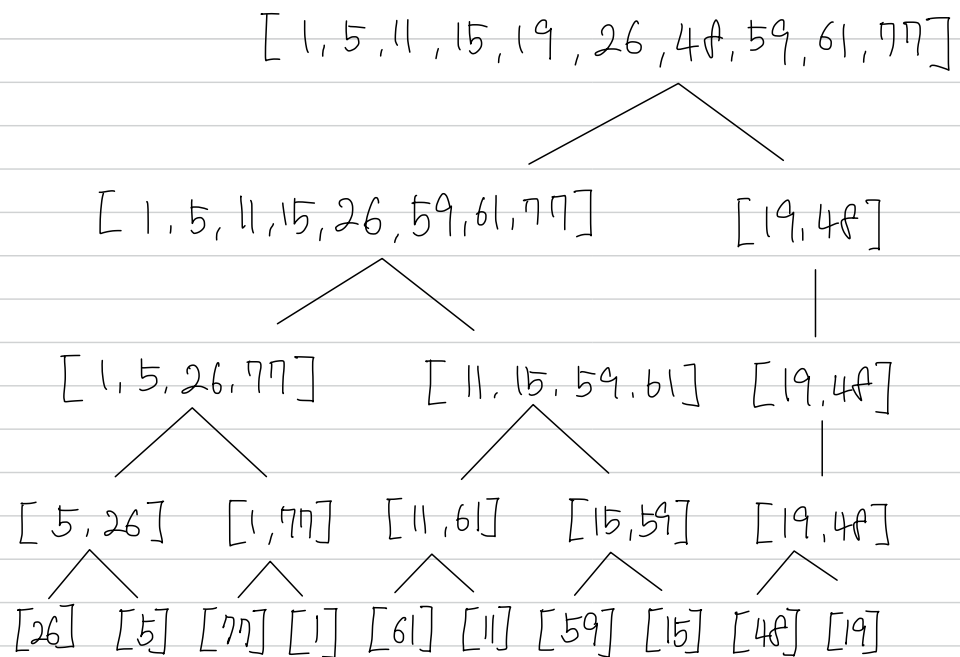 [1, 5, 11, 15, 19, 26, 48, 59, 61, 77]
[1, 5, 11, 15, 26, 59, 61, 77] [19, 48]
[1, 5, 26, 77] [11, 15, 59, 61] [19, 48]
[5, 26] [1, 77] [11, 61] [15, 59] [19, 48]
[26] [5] [77] [1] [61] [11] [59] [15] [48] [19]